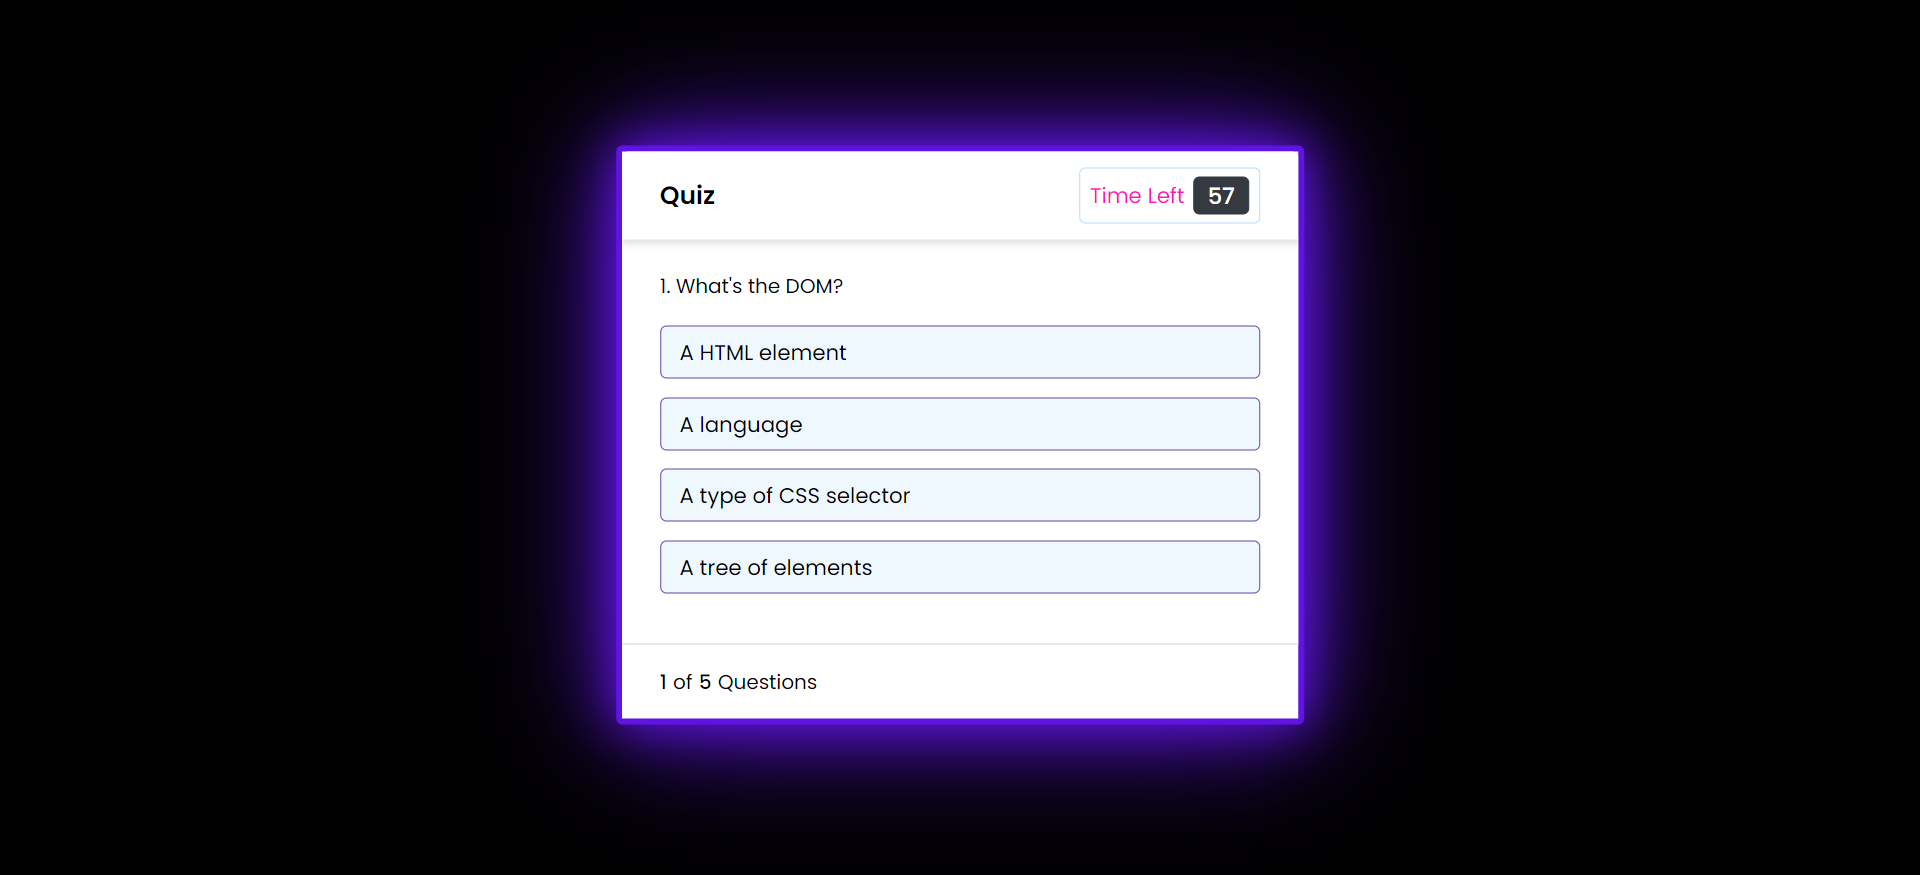 Quiz
Time Left 57
1. What's the DOM?
A HTML element
A language
A type of CSS selector
A tree of elements
1 of 5 Questions